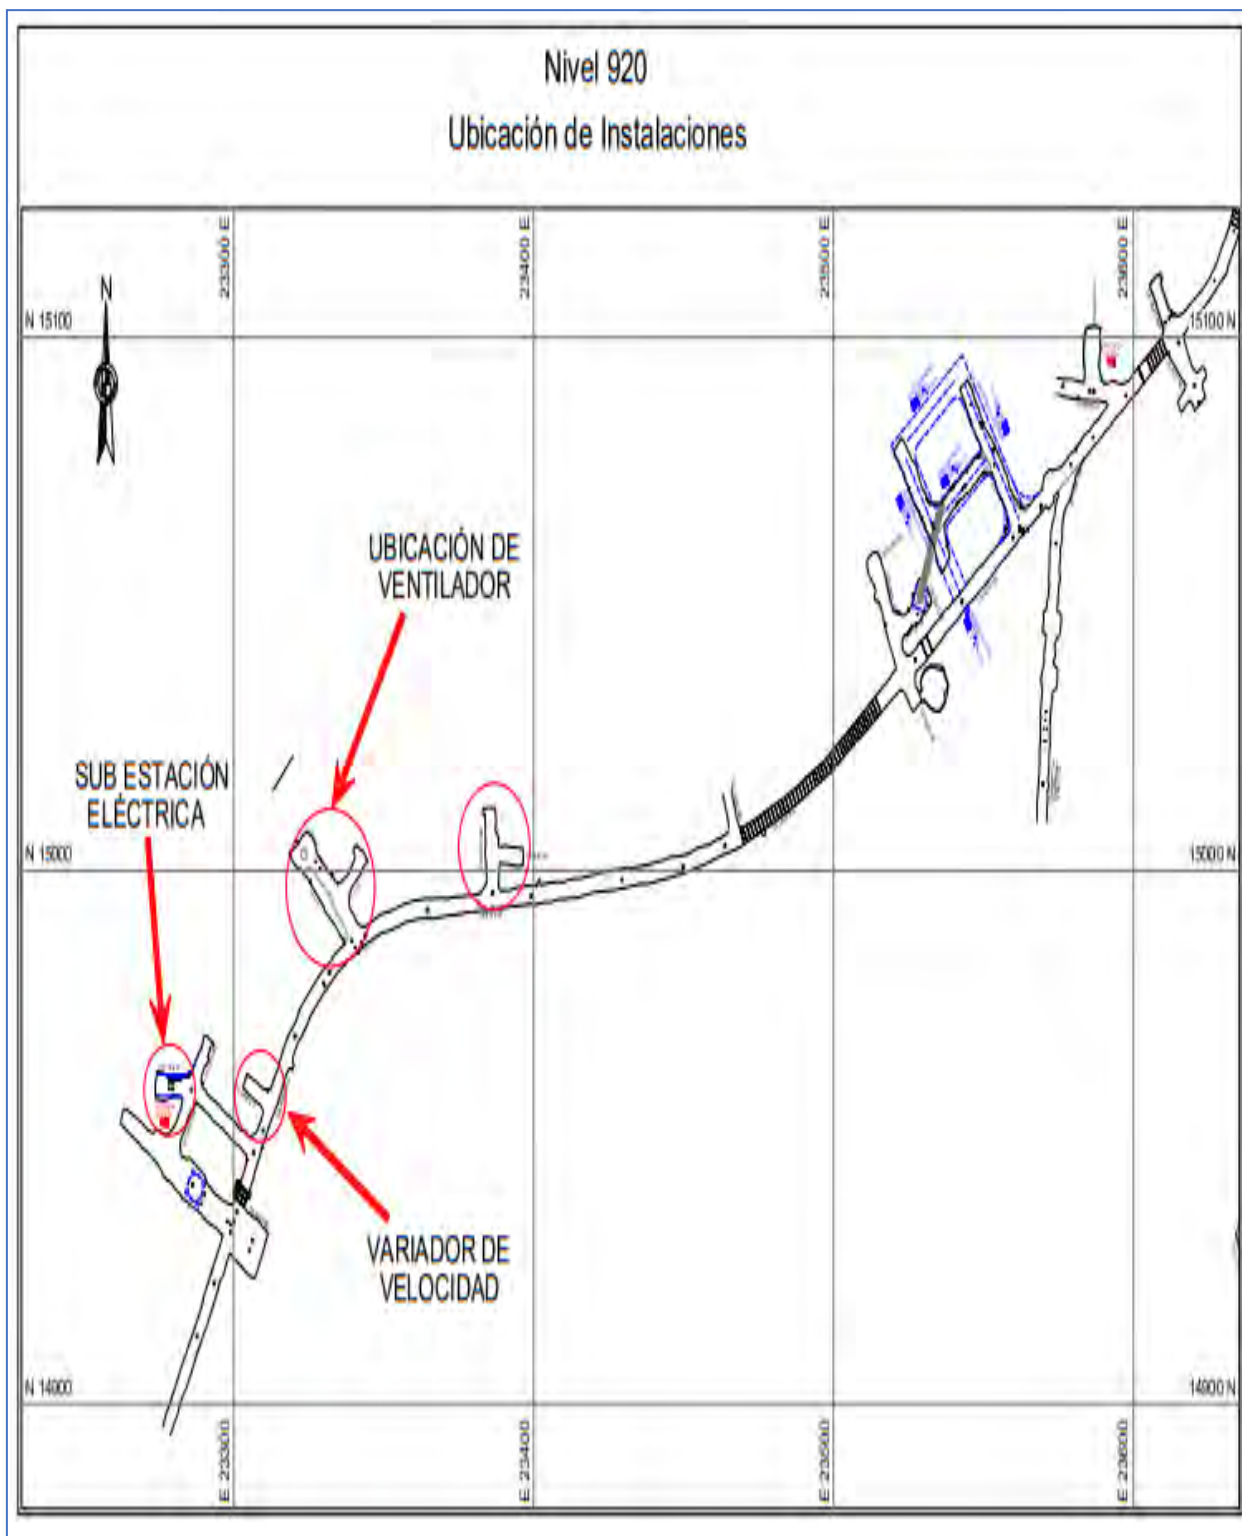 Nivel 920
Ubicación de Instalaciones
23300 E
23400 E
23500 E
23600 E
N
N 15100
15100 N
UBICACIÓN DE
VENTILADOR
SUB ESTACIÓN
ELÉCTRICA
N 15000
15000 N
VARIADOR DE
VELOCIDAD
N 14900
14900 N
E 23300
E 23400
E 23500
E 23600